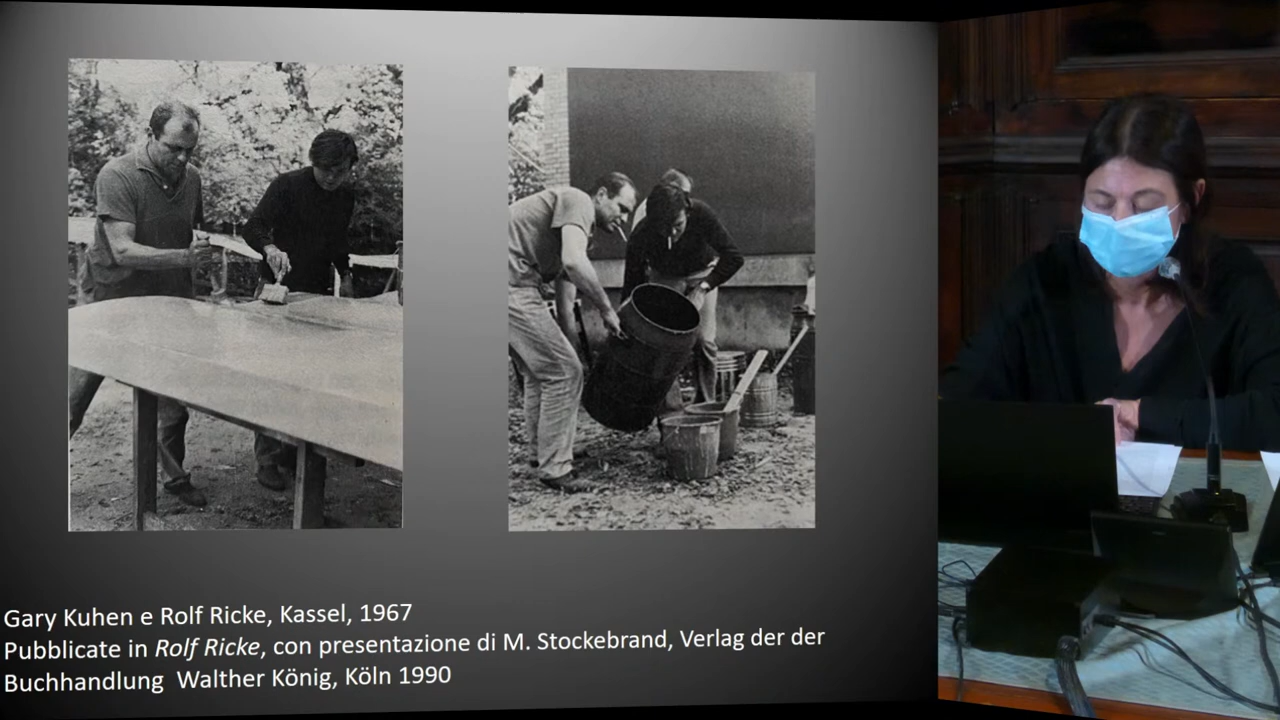 Gary Kuhen e Rolf Ricke, Kassel, 1967
Pubblicate in Rolf Ricke, con presentazione di M. Stockebrand, Verlag der der
Buchhandlung Walther König, Köln 1990